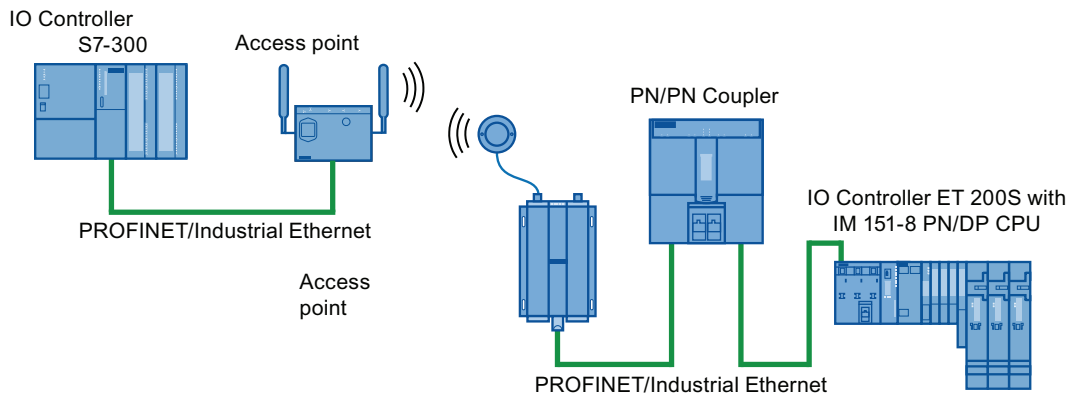 IO Controller
S7-300
Access point
PN/PN Coupler
IO Controller ET 200S with
IM 151-8 PN/DP CPU
PROFINET/Industrial Ethernet
Access
point
PROFINET/Industrial Ethernet